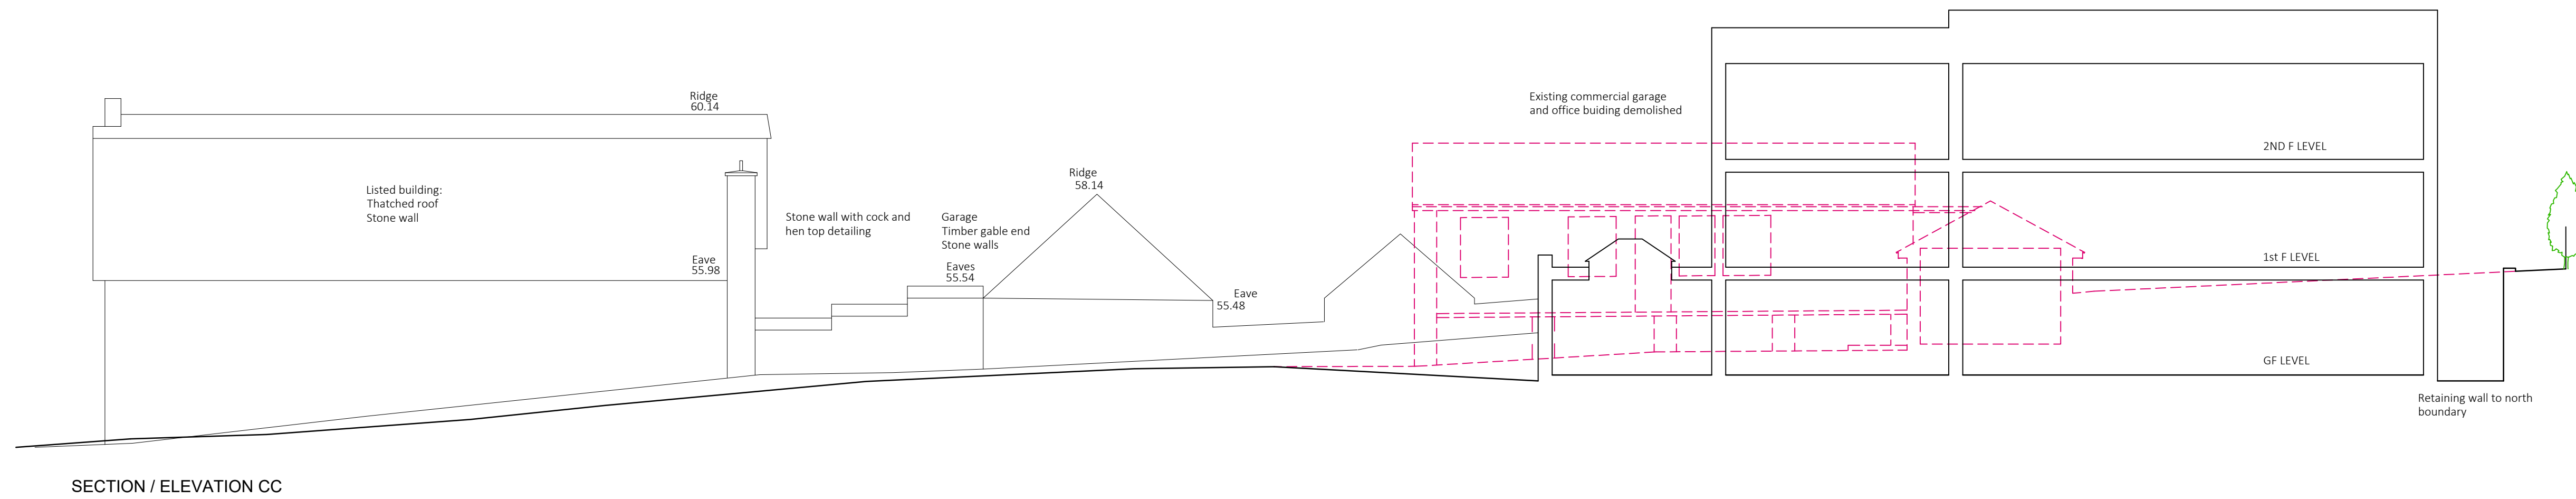 Ridge
60.14
Listed building:
Thatched roof
Stone wall
Eave
55.98
Stone wall with cock and
hen top detailing
Garage
Timber gable end
Stone walls
Eaves
55.54
Ridge
58.14
Eave
55.48
Existing commercial garage
and office buiding demolished
2ND F LEVEL
1st F LEVEL
GF LEVEL
Retaining wall to north
boundary
SECTION / ELEVATION CC